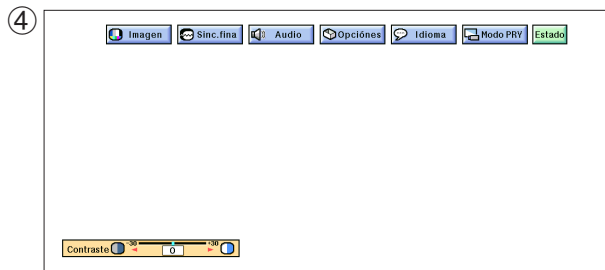 ④
Imagen Sinc.fina Audio Opciónes Idioma Modo PRY Estado
Contraste -30 0 +30